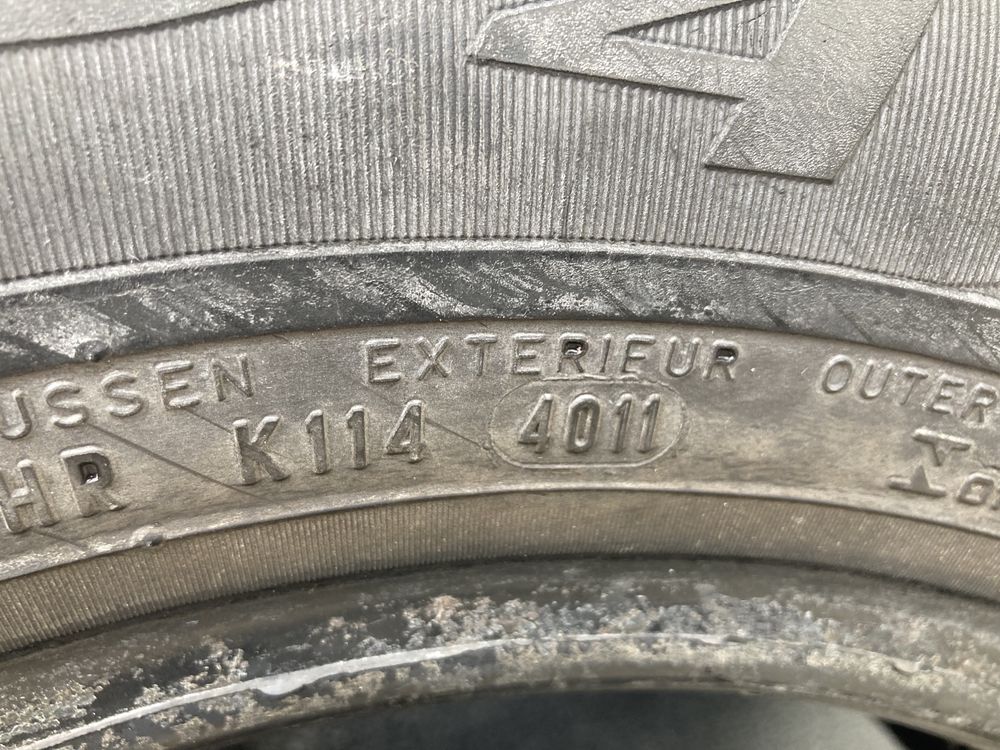 USSEN EXTERIEUR OUTER
HR K114 4011